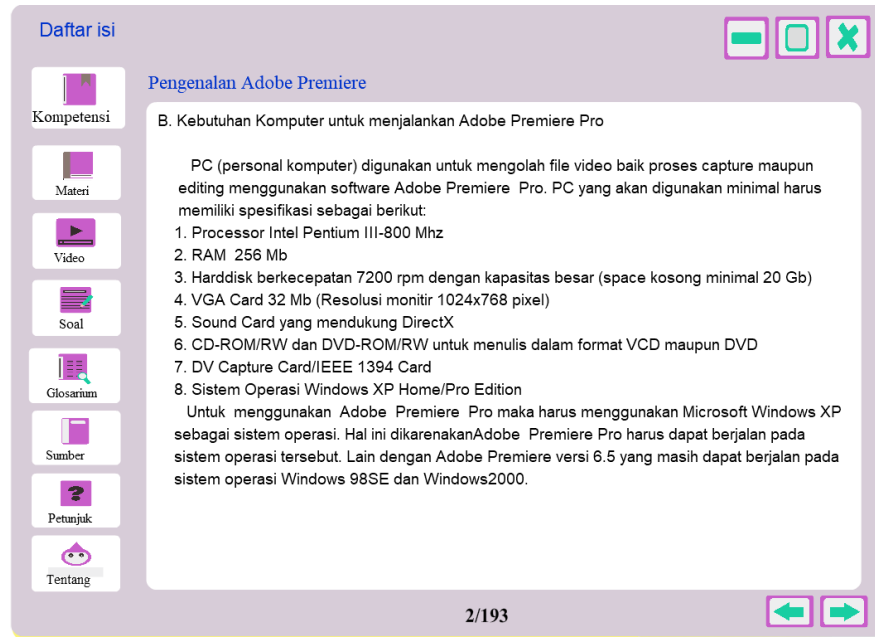 Daftar isi
Kompetensi
Materi
Video
Soal
Glosarium
Sumber
Petunjuk
Tentang
Pengenalan Adobe Premiere
B. Kebutuhan Komputer untuk menjalankan Adobe Premiere Pro
PC (personal komputer) digunakan untuk mengolah file video baik proses capture maupun
editing menggunakan software Adobe Premiere Pro. PC yang akan digunakan minimal harus
memiliki spesifikasi sebagai berikut:
1. Processor Intel Pentium III-800 Mhz
2. RAM 256 Mb
3. Harddisk berkecepatan 7200 rpm dengan kapasitas besar (space kosong minimal 20 Gb)
4. VGA Card 32 Mb (Resolusi monitir 1024x768 pixel)
5. Sound Card yang mendukung DirectX
6. CD-ROM/RW dan DVD-ROM/RW untuk menulis dalam format VCD maupun DVD
7. DV Capture Card/IEEE 1394 Card
8. Sistem Operasi Windows XP Home/Pro Edition
Untuk menggunakan Adobe Premiere Pro maka harus menggunakan Microsoft Windows XP
sebagai sistem operasi. Hal ini dikarenakanAdobe Premiere Pro harus dapat berjalan pada
sistem operasi tersebut. Lain dengan Adobe Premiere versi 6.5 yang masih dapat berjalan pada
sistem operasi Windows 98SE dan Windows2000.
2/193